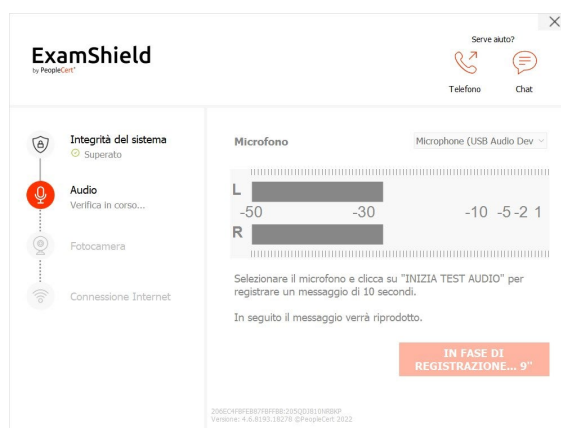 Serve aiuto?
ExamShield
by PeopleCert
Telefono
Chat
Integrità del sistema
Superato
Audio
Verifica in corso...
Fotocamera
Connessione Internet
Microfono
Microphone (USB Audio Dev
L
-50 -30 -10 -5 -2 1
R
Selezionare il microfono e clicca su "INIZIA TEST AUDIO" per
registrare un messaggio di 10 secondi.
In seguito il messaggio verrà riprodotto.
IN FASE DI
REGISTRAZIONE... 9"
Versione: 4.6.8193.18278 ©PeopleCert 2022